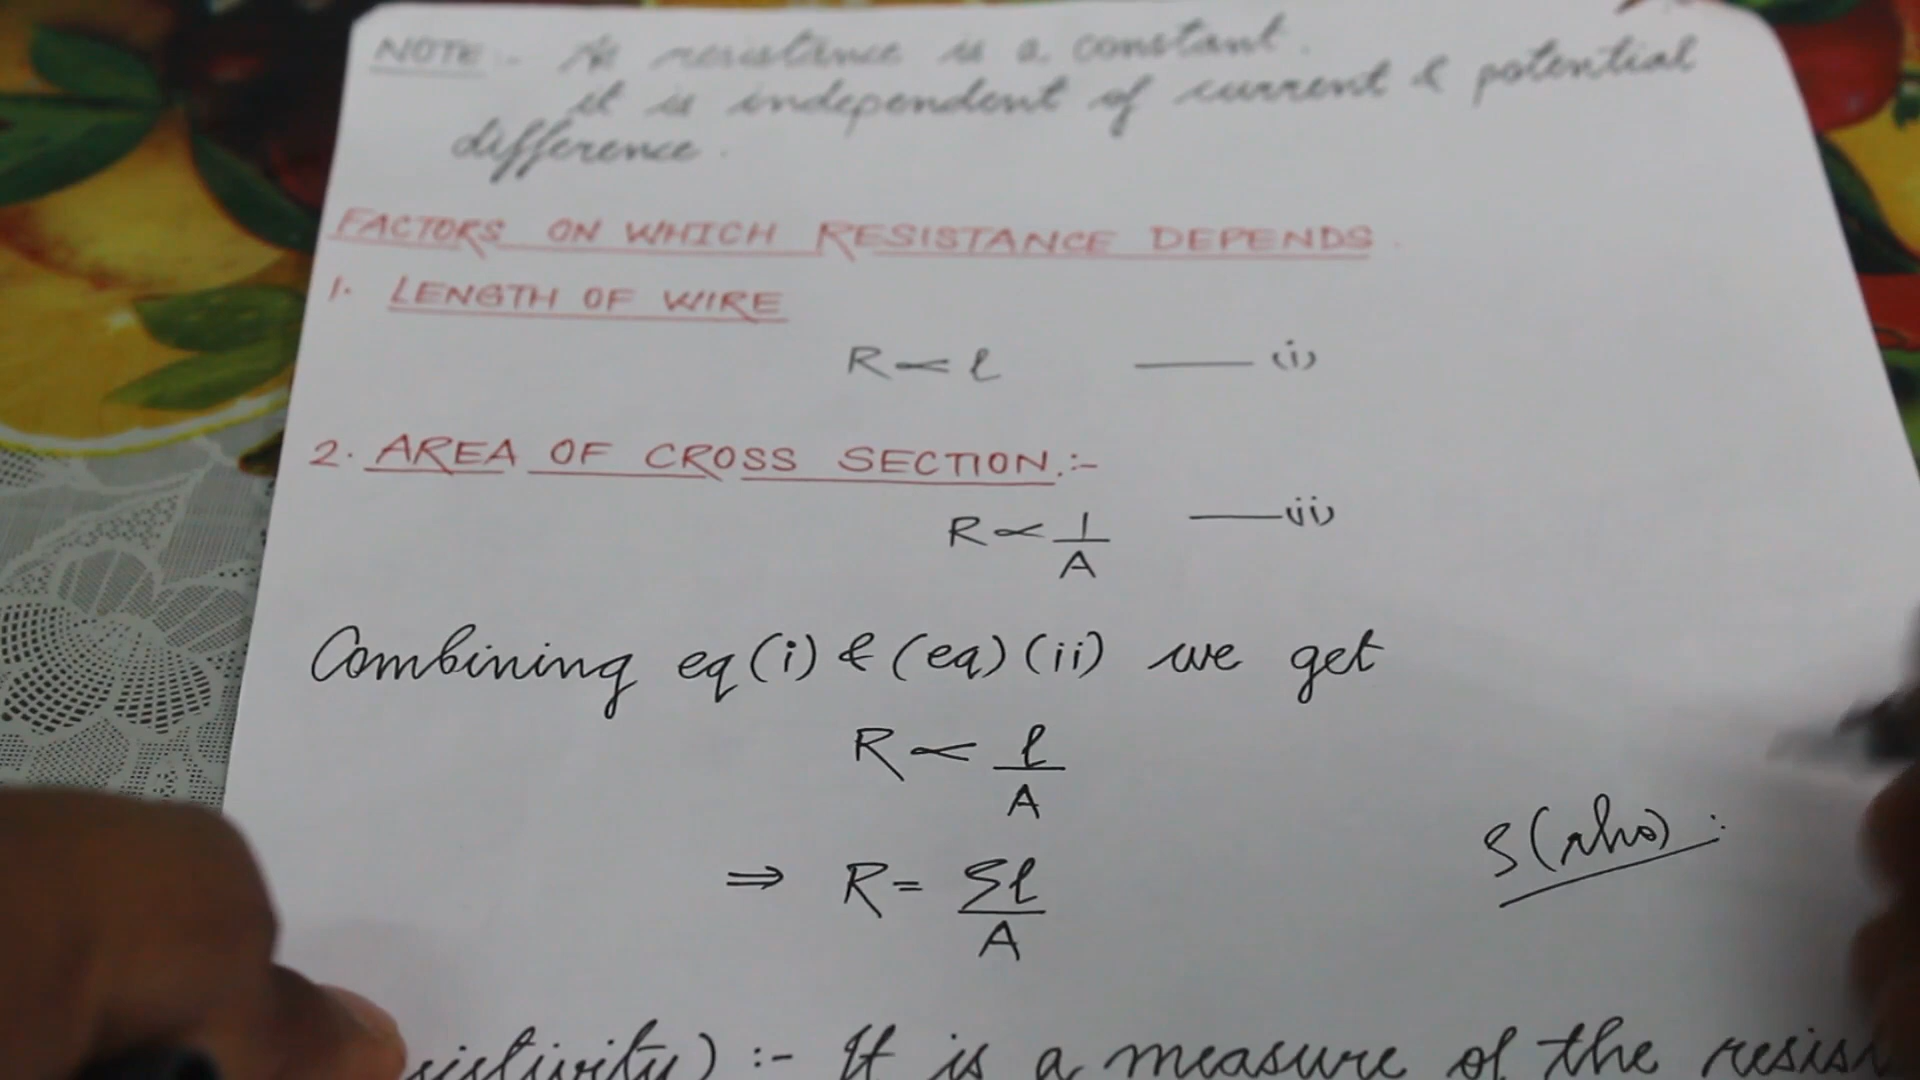 NOTE :- As resistance is a constant.
it is independent of current & potential
difference.
FACTORS ON WHICH RESISTANCE DEPENDS.
1. LENGTH OF WIRE
R ∝ l —— (i)
2. AREA OF CROSS SECTION.:-
R ∝ 1/A —— (ii)
Combining eq(i) & (eq)(ii) we get
R ∝ l/A
S(rho) :
⇒ R = Sl/A
) :- It is a measure of the